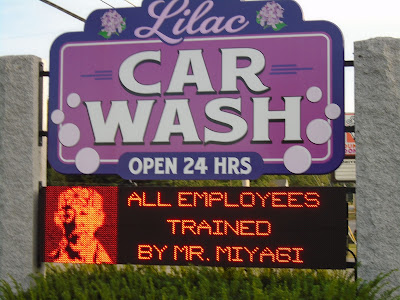 Lilac
CAR
WASH
OPEN 24 HRS
ALL EMPLOYEES
TRAINED
BY MR. MIYAGI